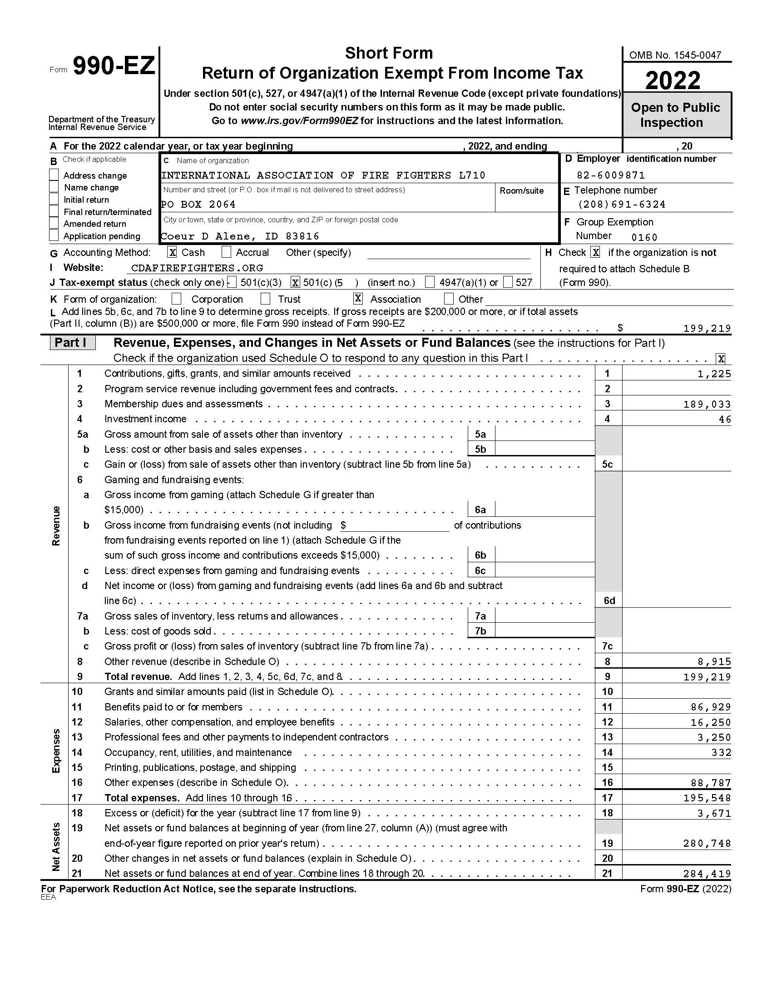 Form 990-EZ
Department of the Treasury
Internal Revenue Service
Short Form
Return of Organization Exempt From Income Tax
Under section 501(c), 527, or 4947(a)(1) of the Internal Revenue Code (except private foundations)
Do not enter social security numbers on this form as it may be made public.
Go to www.irs.gov/Form990EZ for instructions and the latest information.
OMB No. 1545-0047
2022
Open to Public
Inspection
A For the 2022 calendar year, or tax year beginning , 2022, and ending , 20
B Check if applicable
Address change
Name change
Initial return
Final return/terminated
Amended return
Application pending
C Name of organization
INTERNATIONAL ASSOCIATION OF FIRE FIGHTERS L710
Number and street (or P.O. box if mail is not delivered to street address) Room/suite
PO BOX 2064
City or town, state or province, country, and ZIP or foreign postal code
Coeur D Alene, ID 83816
D Employer identification number
82-6009871
E Telephone number
(208)691-6324
F Group Exemption
Number 0160
G Accounting Method: X Cash Accrual Other (specify)
H Check X if the organization is not
required to attach Schedule B
(Form 990).
I Website: CDAFIREFIGHTERS.ORG
J Tax-exempt status (check only one) - 501(c)(3) X 501(c) (5 ) (insert no.) 4947(a)(1) or 527
K Form of organization: Corporation Trust X Association Other
L Add lines 5b, 6c, and 7b to line 9 to determine gross receipts. If gross receipts are $200,000 or more, or if total assets
(Part II, column (B)) are $500,000 or more, file Form 990 instead of Form 990-EZ . . . . . . . . . . . . . . . . . . . . $ 199,219
Part I Revenue, Expenses, and Changes in Net Assets or Fund Balances (see the instructions for Part I)
Check if the organization used Schedule O to respond to any question in this Part I . . . . . . . . . . . . . . . . . . . X
Revenue
1 Contributions, gifts, grants, and similar amounts received . . . . . . . . . . . . . . . . . . . . . . . . . 1 1,225
2 Program service revenue including government fees and contracts. . . . . . . . . . . . . . . . . . . . . 2
3 Membership dues and assessments . . . . . . . . . . . . . . . . . . . . . . . . . . . . . . . . . . . 3 189,033
4 Investment income . . . . . . . . . . . . . . . . . . . . . . . . . . . . . . . . . . . . . . . . . . . 4 46
5a Gross amount from sale of assets other than inventory . . . . . . . . . . . . 5a
b Less: cost or other basis and sales expenses . . . . . . . . . . . . . . . . . 5b
c Gain or (loss) from sale of assets other than inventory (subtract line 5b from line 5a) . . . . . . . . . . . 5c
6 Gaming and fundraising events:
a Gross income from gaming (attach Schedule G if greater than
$15,000) . . . . . . . . . . . . . . . . . . . . . . . . . . . . . . . . . . 6a
b Gross income from fundraising events (not including $ of contributions
from fundraising events reported on line 1) (attach Schedule G if the
sum of such gross income and contributions exceeds $15,000) . . . . . . . . 6b
c Less: direct expenses from gaming and fundraising events . . . . . . . . . . 6c
d Net income or (loss) from gaming and fundraising events (add lines 6a and 6b and subtract
line 6c) . . . . . . . . . . . . . . . . . . . . . . . . . . . . . . . . . . . . . . . . . . . . . . . . . 6d
7a Gross sales of inventory, less returns and allowances . . . . . . . . . . . . . 7a
b Less: cost of goods sold . . . . . . . . . . . . . . . . . . . . . . . . . . . 7b
c Gross profit or (loss) from sales of inventory (subtract line 7b from line 7a) . . . . . . . . . . . . . . . . . 7c
8 Other revenue (describe in Schedule O) . . . . . . . . . . . . . . . . . . . . . . . . . . . . . . . . . 8 8,915
9 Total revenue. Add lines 1, 2, 3, 4, 5c, 6d, 7c, and 8 . . . . . . . . . . . . . . . . . . . . . . . . . 9 199,219
Expenses
10 Grants and similar amounts paid (list in Schedule O). . . . . . . . . . . . . . . . . . . . . . . . . . . . 10
11 Benefits paid to or for members . . . . . . . . . . . . . . . . . . . . . . . . . . . . . . . . . . . . . 11 86,929
12 Salaries, other compensation, and employee benefits . . . . . . . . . . . . . . . . . . . . . . . . . . . 12 16,250
13 Professional fees and other payments to independent contractors . . . . . . . . . . . . . . . . . . . . . 13 3,250
14 Occupancy, rent, utilities, and maintenance . . . . . . . . . . . . . . . . . . . . . . . . . . . . . . . 14 332
15 Printing, publications, postage, and shipping . . . . . . . . . . . . . . . . . . . . . . . . . . . . . . . 15
16 Other expenses (describe in Schedule O). . . . . . . . . . . . . . . . . . . . . . . . . . . . . . . . . 16 88,787
17 Total expenses. Add lines 10 through 16 . . . . . . . . . . . . . . . . . . . . . . . . . . . . . . . 17 195,548
Net Assets
18 Excess or (deficit) for the year (subtract line 17 from line 9) . . . . . . . . . . . . . . . . . . . . . . . . 18 3,671
19 Net assets or fund balances at beginning of year (from line 27, column (A)) (must agree with
end-of-year figure reported on prior year's return) . . . . . . . . . . . . . . . . . . . . . . . . . . . . . 19 280,748
20 Other changes in net assets or fund balances (explain in Schedule O). . . . . . . . . . . . . . . . . . . 20
21 Net assets or fund balances at end of year. Combine lines 18 through 20. . . . . . . . . . . . . . . . . . 21 284,419
For Paperwork Reduction Act Notice, see the separate instructions.
EEA
Form 990-EZ (2022)